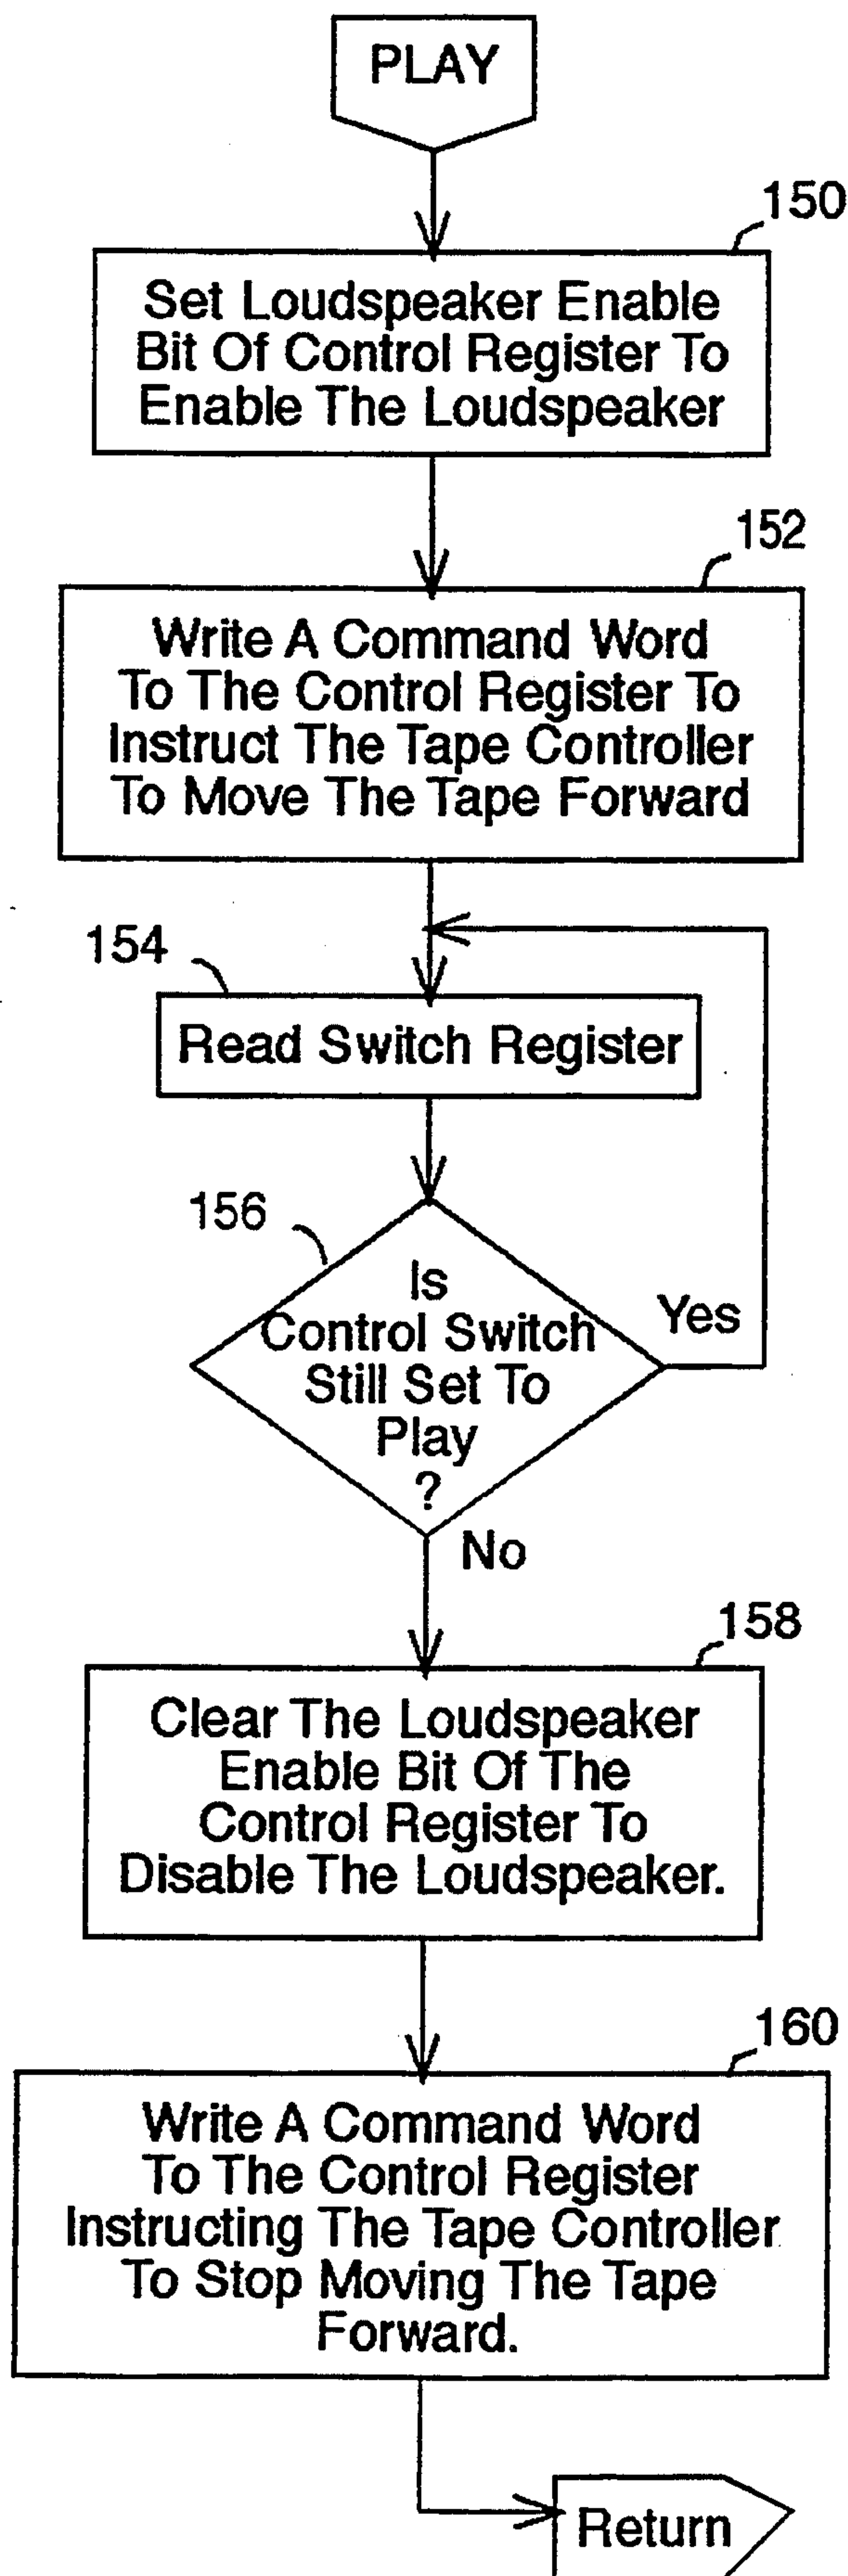 PLAY
150
Set Loudspeaker Enable
Bit Of Control Register To
Enable The Loudspeaker
152
Write A Command Word
To The Control Register To
Instruct The Tape Controller
To Move The Tape Forward
154
Read Switch Register
156
Is
Control Switch
Still Set To
Play
?
Yes
No
158
Clear The Loudspeaker
Enable Bit Of The
Control Register To
Disable The Loudspeaker.
160
Write A Command Word
To The Control Register
Instructing The Tape Controller
To Stop Moving The Tape
Forward.
Return